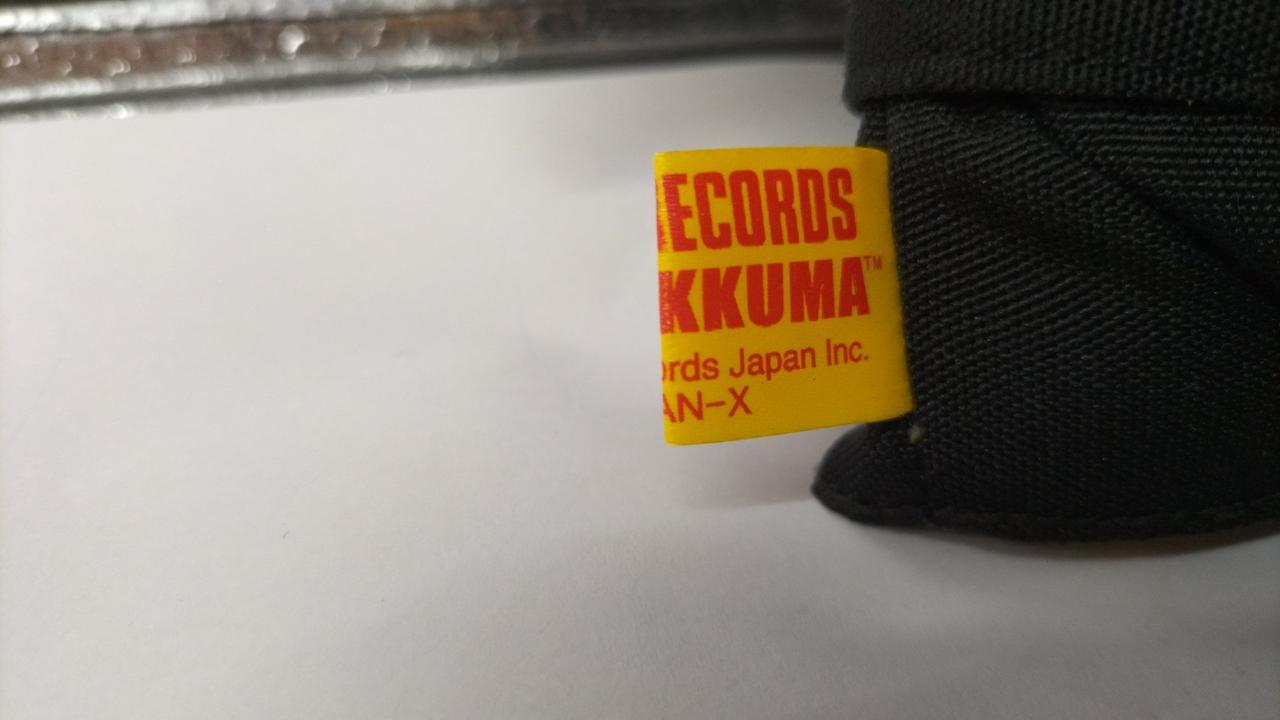 ECORDS
KKUMA™
ords Japan Inc.
AN-X